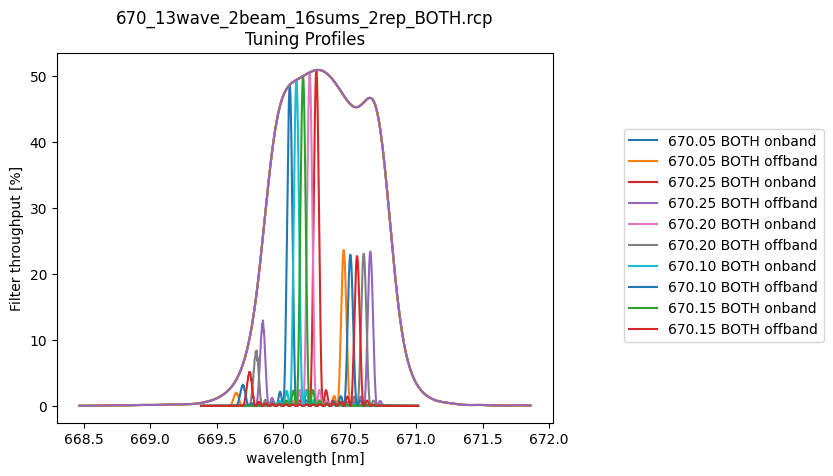 670_13wave_2beam_16sums_2rep_BOTH.rcp
Tuning Profiles
Filter throughput [%]
50
40
30
20
10
0
668.5 669.0 669.5 670.0 670.5 671.0 671.5 672.0
wavelength [nm]
670.05 BOTH onband
670.05 BOTH offband
670.25 BOTH onband
670.25 BOTH offband
670.20 BOTH onband
670.20 BOTH offband
670.10 BOTH onband
670.10 BOTH offband
670.15 BOTH onband
670.15 BOTH offband